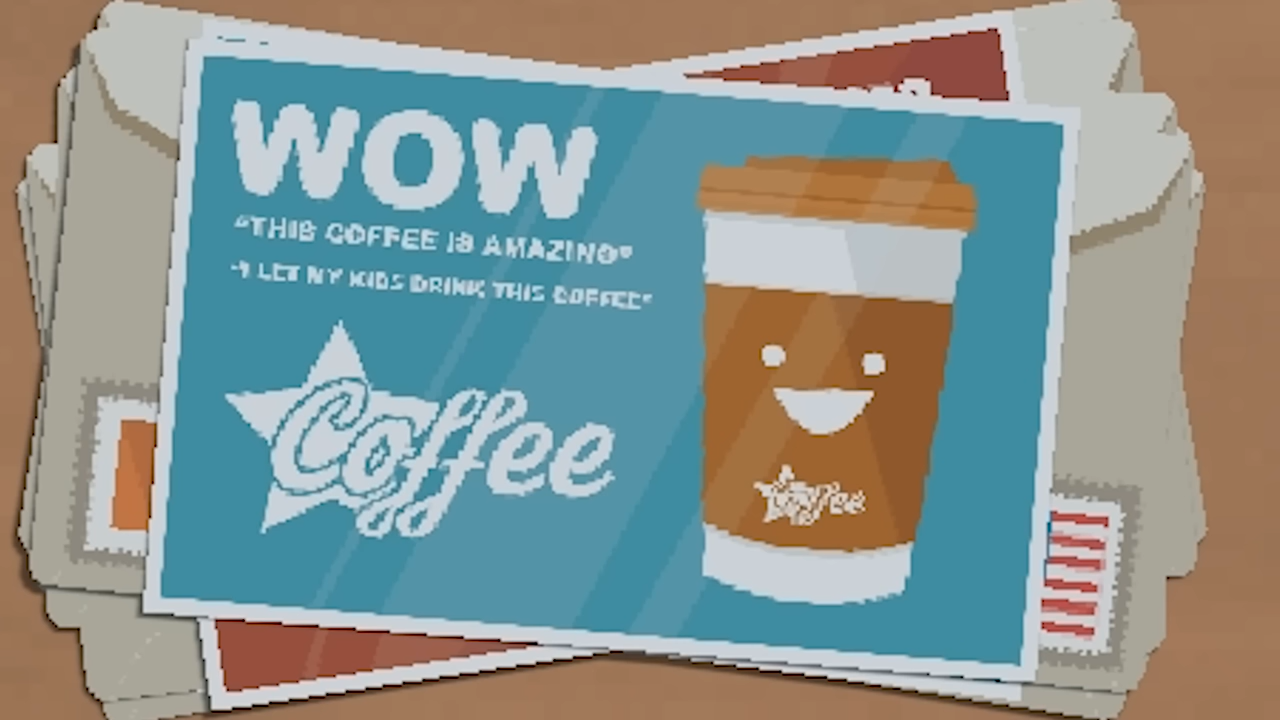 WOW
"THIS COFFEE IS AMAZING"
"I LET MY KIDS DRINK THIS COFFEE"
Coffee
Coffee